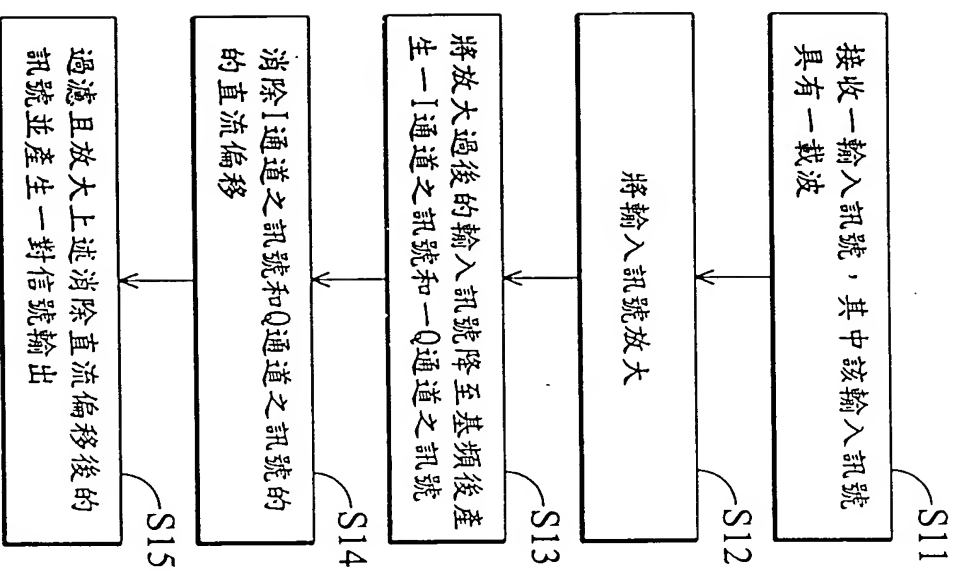 接收一輸入訊號，其中該輸入訊號
具有一載波
S11
將輸入訊號放大
S12
將放大過後的輸入訊號降至基頻後產
生一I通道之訊號和一Q通道之訊號
S13
消除I通道之訊號和Q通道之訊號的
的直流偏移
S14
過濾且放大上述消除直流偏移後的
訊號並產生一對信號輸出
S15